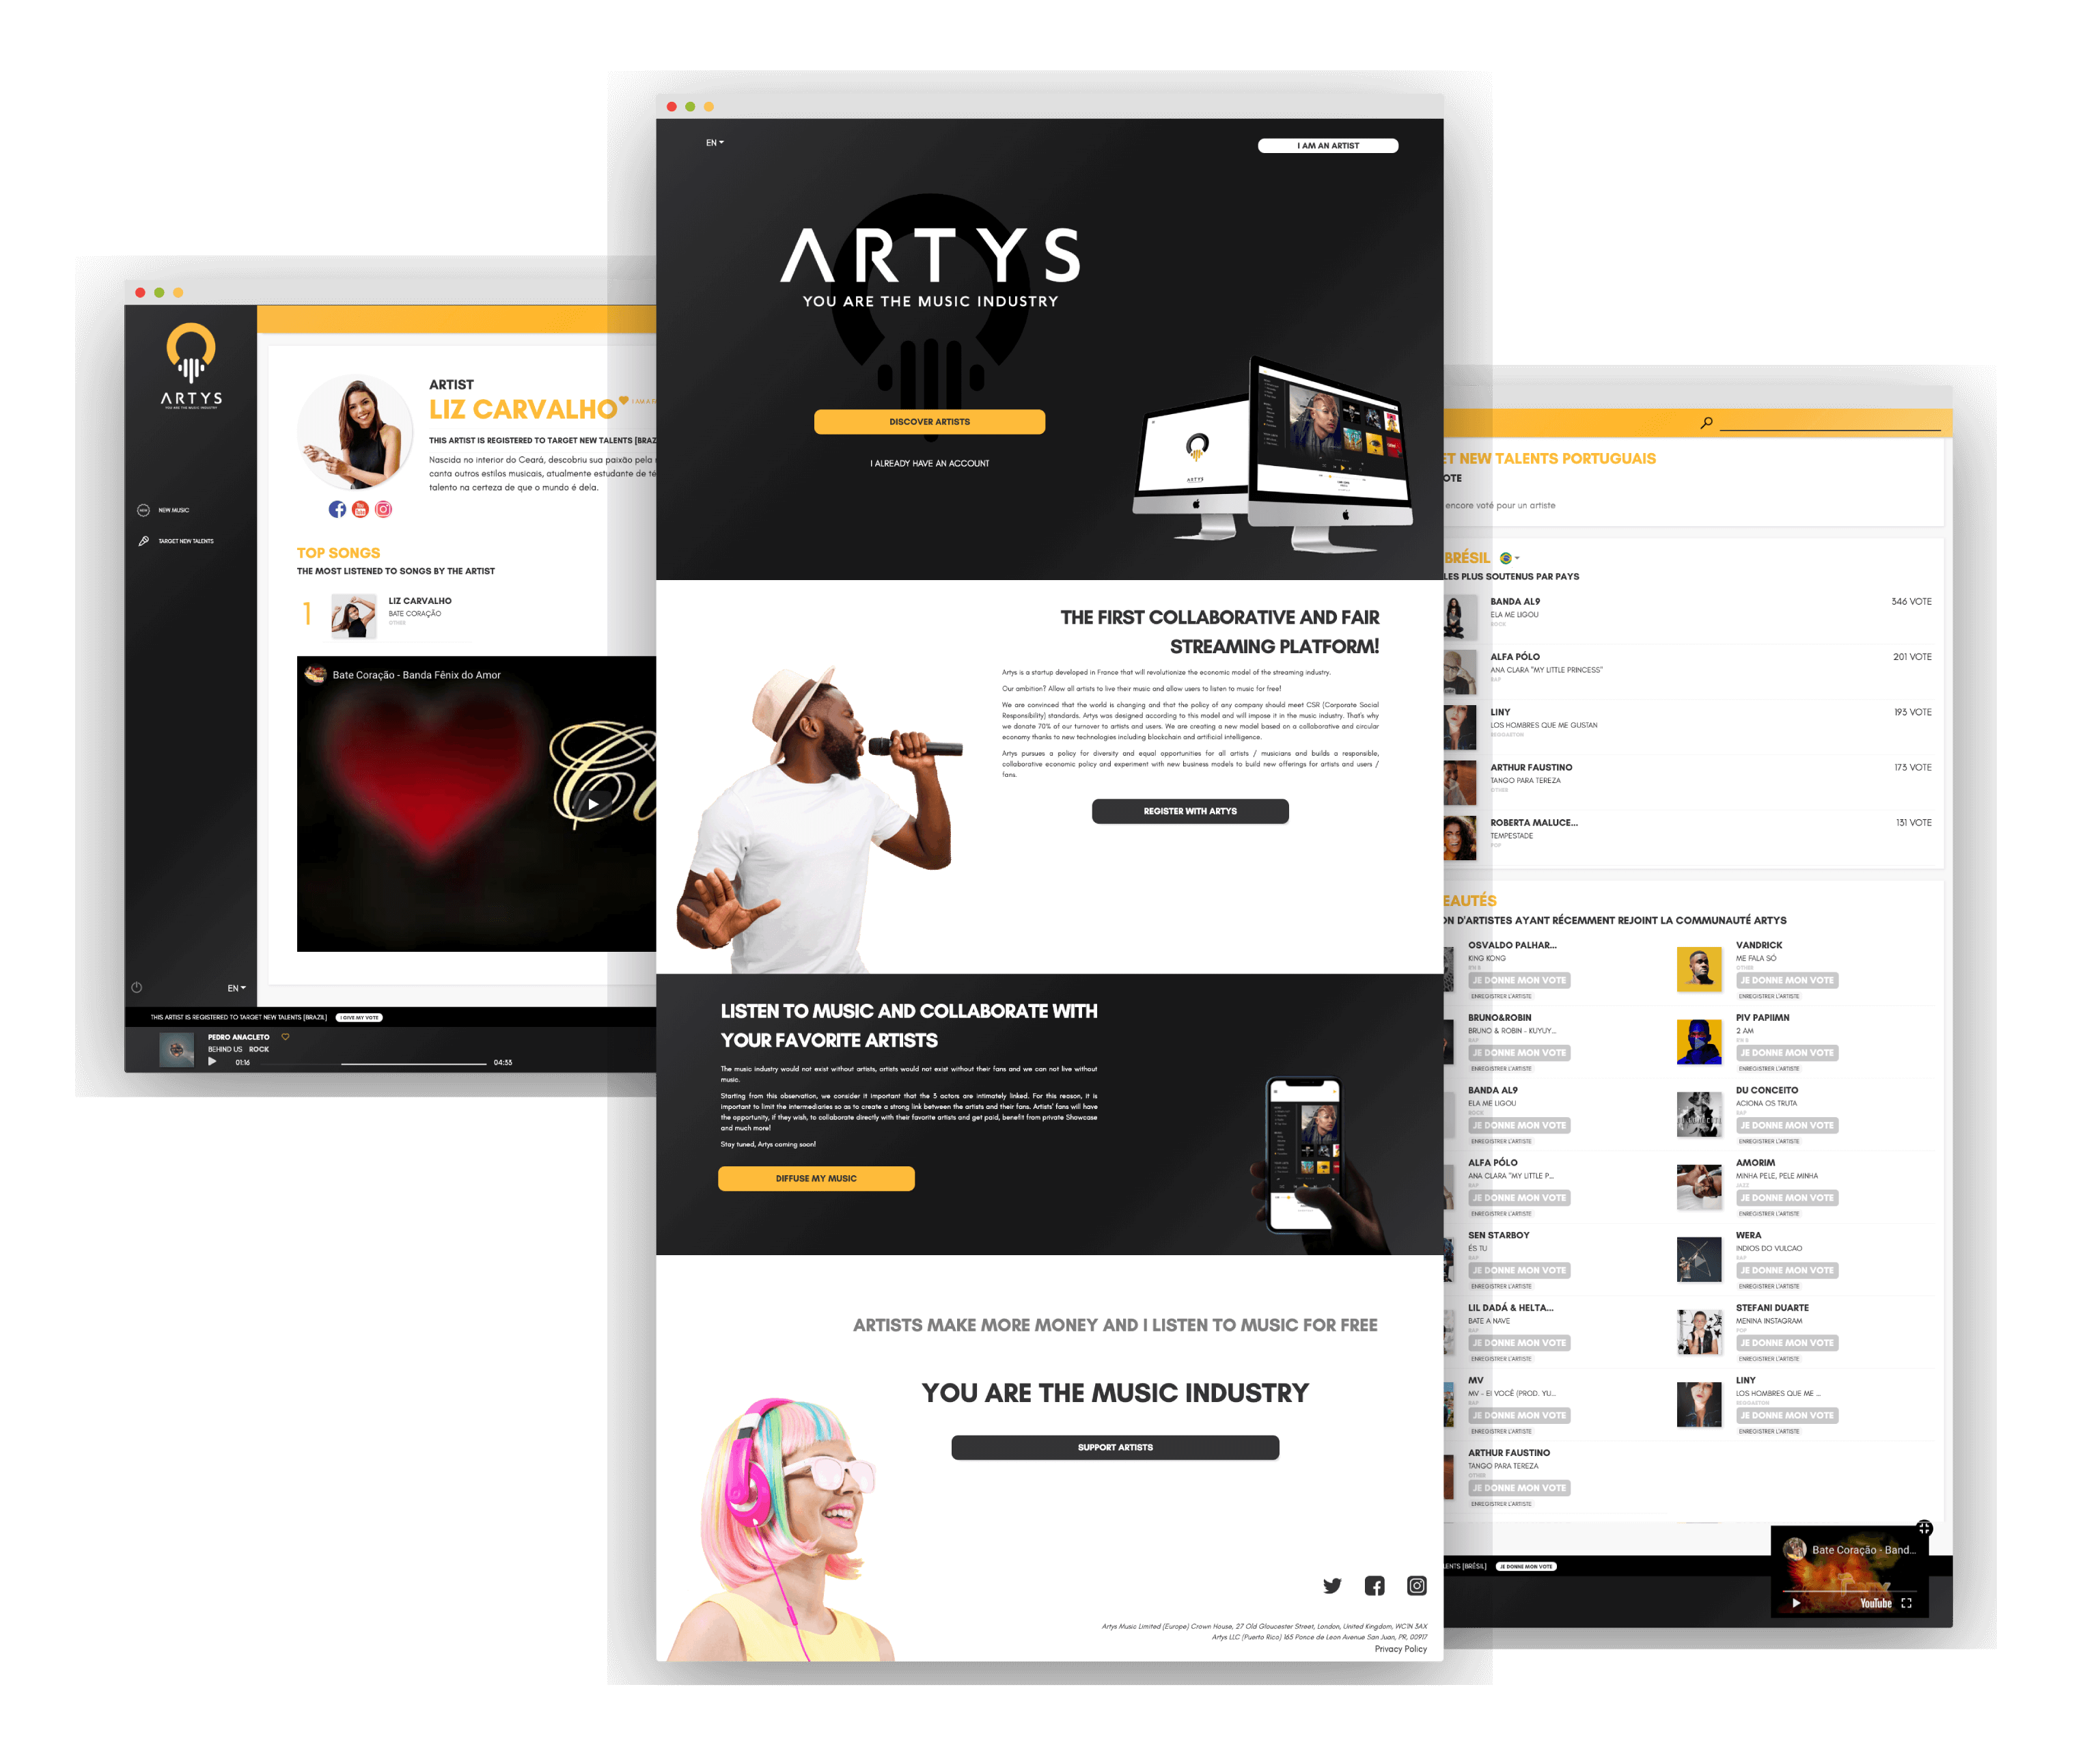 EN
I AM AN ARTIST
ARTYS
YOU ARE THE MUSIC INDUSTRY
DISCOVER ARTISTS
I ALREADY HAVE AN ACCOUNT
THE FIRST COLLABORATIVE AND FAIR
STREAMING PLATFORM!
Artys is a startup developed in France that will revolutionize the economic model of the streaming industry.
Our ambition? Allow all artists to live their music and allow users to listen to music for free!
We are convinced that the world is changing and that the policy of any company should meet CSR (Corporate Social
Responsibility) standards. Artys was designed according to this model and will impose it in the music industry. That's why
we donate 70% of our turnover to artists and users. We are creating a new model based on a collaborative and circular
economy thanks to new technologies including blockchain and artificial intelligence.
Artys pursues a policy for diversity and equal opportunities for all artists / musicians and builds a responsible,
collaborative economic policy and experiment with new business models to build new offerings for artists and users /
fans.
REGISTER WITH ARTYS
LISTEN TO MUSIC AND COLLABORATE WITH
YOUR FAVORITE ARTISTS
The music industry would not exist without artists, artists would not exist without their fans and we can not live without
music.
Starting from this observation, we consider it important that the 3 actors are intimately linked. For this reason, it is
important to limit the intermediaries so as to create a strong link between the artists and their fans. Artists' fans will have
the opportunity, if they wish, to collaborate directly with their favorite artists and get paid, benefit from private Showcase
and much more!
Stay tuned, Artys coming soon!
DIFFUSE MY MUSIC
ARTISTS MAKE MORE MONEY AND I LISTEN TO MUSIC FOR FREE
YOU ARE THE MUSIC INDUSTRY
SUPPORT ARTISTS
Artys Music Limited (Europe) Crown House, 27 Old Gloucester Street, London, United Kingdom, WC1N 3AX
Artys LLC (Puerto Rico) 165 Ponce de Leon Avenue San Juan, PR, 00917
Privacy Policy
ARTYS
YOU ARE THE MUSIC INDUSTRY
NEW MUSIC
TARGET NEW TALENTS
EN
ARTIST
LIZ CARVALHO
I AM A
THIS ARTIST IS REGISTERED TO TARGET NEW TALENTS [BRAZ
Nascida no interior do Ceará, descobriu sua paixão pela
canta outros estilos musicais, atualmente estudante de té
talento na certeza de que o mundo é dela.
You
TOP SONGS
THE MOST LISTENED TO SONGS BY THE ARTIST
1
LIZ CARVALHO
BATE CORAÇÃO
OTHER
Bate Coração - Banda Fênix do Amor
THIS ARTIST IS REGISTERED TO TARGET NEW TALENTS [BRAZIL]
I GIVE MY VOTE
PEDRO ANACLETO
BEHIND US ROCK
01:16
04:53
ET NEW TALENTS PORTUGUAIS
OTE
encore voté pour un artiste
BRÉSIL
LES PLUS SOUTENUS PAR PAYS
BANDA AL9
346 VOTE
ELA ME LIGOU
ROCK
ALFA PÓLO
201 VOTE
ANA CLARA "MY LITTLE PRINCESS"
RAP
LINY
193 VOTE
LOS HOMBRES QUE ME GUSTAN
REGGAETON
ARTHUR FAUSTINO
173 VOTE
TANGO PARA TEREZA
OTHER
ROBERTA MALUCE...
131 VOTE
TEMPESTADE
POP
EAUTÉS
ON D'ARTISTES AYANT RÉCEMMENT REJOINT LA COMMUNAUTÉ ARTYS
OSVALDO PALHAR...
KING KONG
R'N B
JE DONNE MON VOTE
ENREGISTRER L'ARTISTE
VANDRICK
ME FALA SÓ
OTHER
JE DONNE MON VOTE
ENREGISTRER L'ARTISTE
BRUNO&ROBIN
BRUNO & ROBIN - KUYUY...
RAP
JE DONNE MON VOTE
ENREGISTRER L'ARTISTE
PIV PAPIIMN
2 AM
R'N B
JE DONNE MON VOTE
ENREGISTRER L'ARTISTE
BANDA AL9
ELA ME LIGOU
ROCK
JE DONNE MON VOTE
ENREGISTRER L'ARTISTE
DU CONCEITO
ACIONA OS TRUTA
RAP
JE DONNE MON VOTE
ENREGISTRER L'ARTISTE
ALFA PÓLO
ANA CLARA "MY LITTLE P...
RAP
JE DONNE MON VOTE
ENREGISTRER L'ARTISTE
AMORIM
MINHA PELE, PELE MINHA
JAZZ
JE DONNE MON VOTE
ENREGISTRER L'ARTISTE
SEN STARBOY
ÉS TU
RAP
JE DONNE MON VOTE
ENREGISTRER L'ARTISTE
WERA
INDIOS DO VULCAO
RAP
JE DONNE MON VOTE
ENREGISTRER L'ARTISTE
LIL DADÁ & HELTA...
BATE A NAVE
RAP
JE DONNE MON VOTE
ENREGISTRER L'ARTISTE
STEFANI DUARTE
MENINA INSTAGRAM
POP
JE DONNE MON VOTE
ENREGISTRER L'ARTISTE
MV
MV - EI VOCÊ (PROD. YU...
RAP
JE DONNE MON VOTE
ENREGISTRER L'ARTISTE
LINY
LOS HOMBRES QUE ME ...
REGGAETON
JE DONNE MON VOTE
ENREGISTRER L'ARTISTE
ARTHUR FAUSTINO
TANGO PARA TEREZA
OTHER
JE DONNE MON VOTE
ENREGISTRER L'ARTISTE
LENTS [BRÉSIL]
JE DONNE MON VOTE
Bate Coração - Band...
YouTube